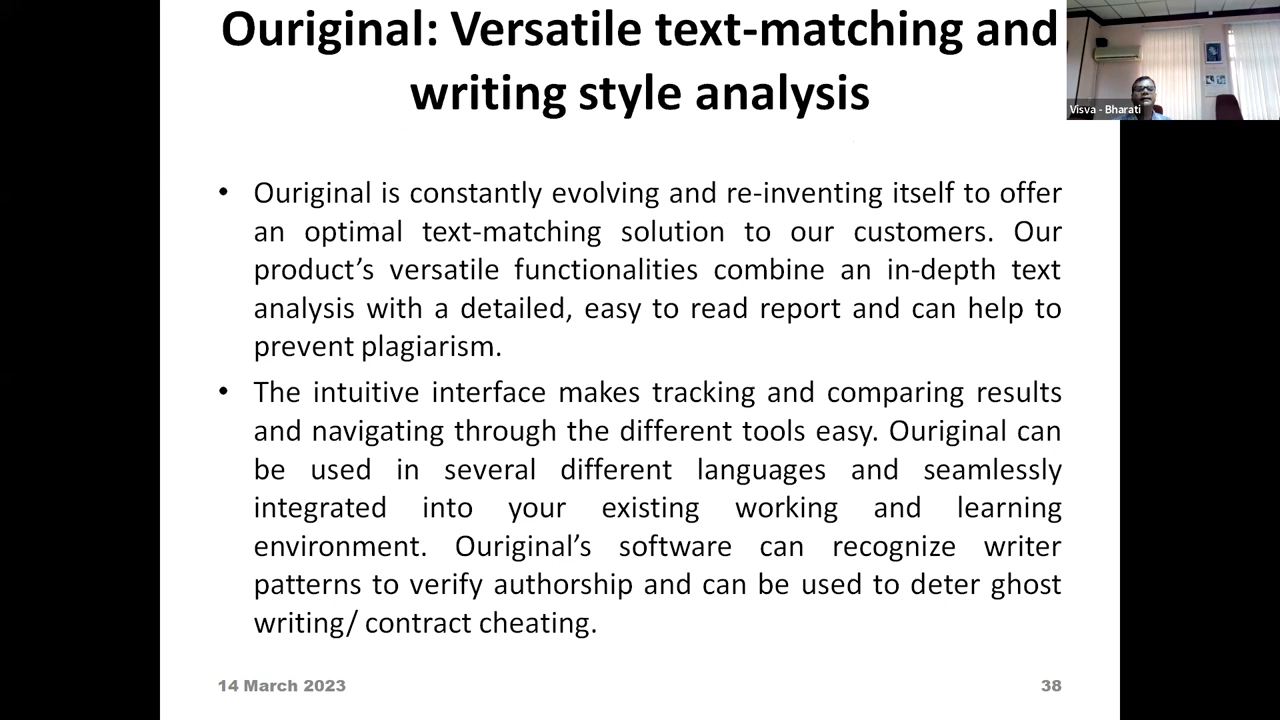 Ouriginal: Versatile text-matching and
writing style analysis
Visva - Bharati
• Ouriginal is constantly evolving and re-inventing itself to offer
an optimal text-matching solution to our customers. Our
product’s versatile functionalities combine an in-depth text
analysis with a detailed, easy to read report and can help to
prevent plagiarism.
• The intuitive interface makes tracking and comparing results
and navigating through the different tools easy. Ouriginal can
be used in several different languages and seamlessly
integrated into your existing working and learning
environment. Ouriginal’s software can recognize writer
patterns to verify authorship and can be used to deter ghost
writing/ contract cheating.
14 March 2023
38